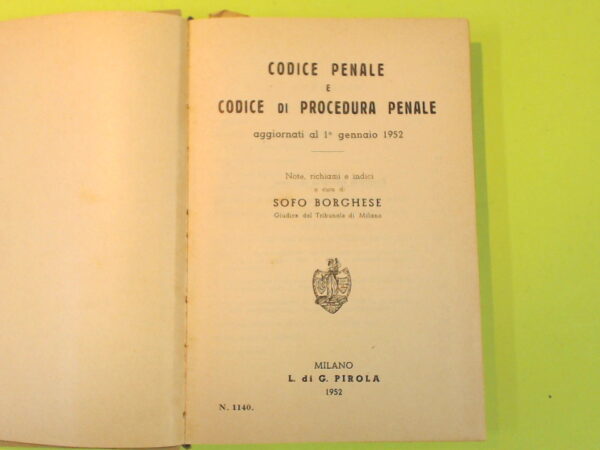 CODICE PENALE
E
CODICE DI PROCEDURA PENALE
aggiornati al 1° gennaio 1952
Note, richiami e indici
a cura di
SOFO BORGHESE
Giudice del Tribunale di Milano
MILANO
L. di G. PIROLA
1952
N. 1140.